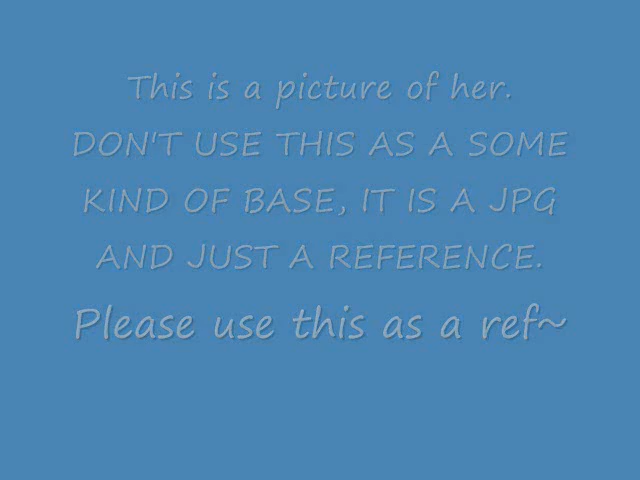 This is a picture of her.
DON'T USE THIS AS A SOME
KIND OF BASE, IT IS A JPG
AND JUST A REFERENCE.
Please use this as a ref~